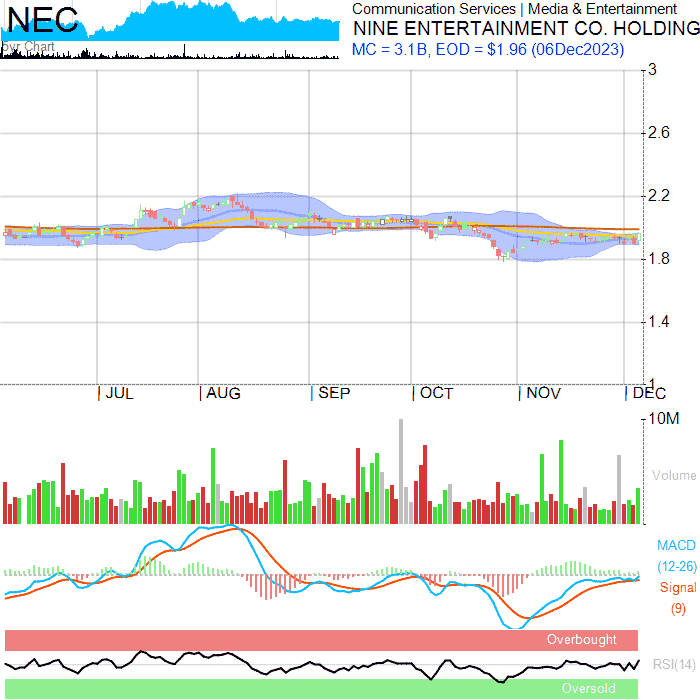 NEC
5yr Chart
Communication Services | Media & Entertainment
NINE ENTERTAINMENT CO. HOLDING
MC = 3.1B, EOD = $1.96 (06Dec2023)
3
2.6
2.2
1.8
1.4
1
JUL
AUG
SEP
OCT
NOV
DEC
10M
Volume
MACD
(12-26)
Signal
(9)
Overbought
RSI(14)
Oversold